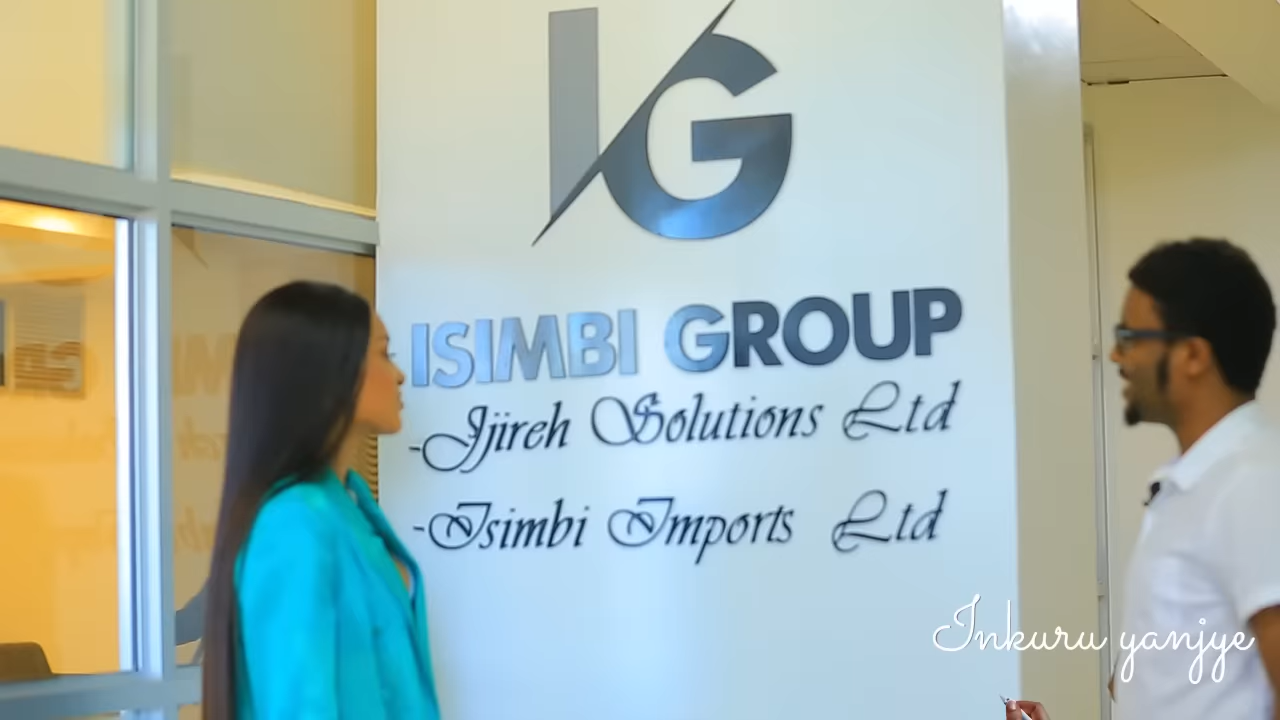 IG
ISIMBI GROUP
-Jjireh Solutions Ltd
-Isimbi Imports Ltd
Inkuru yanjye